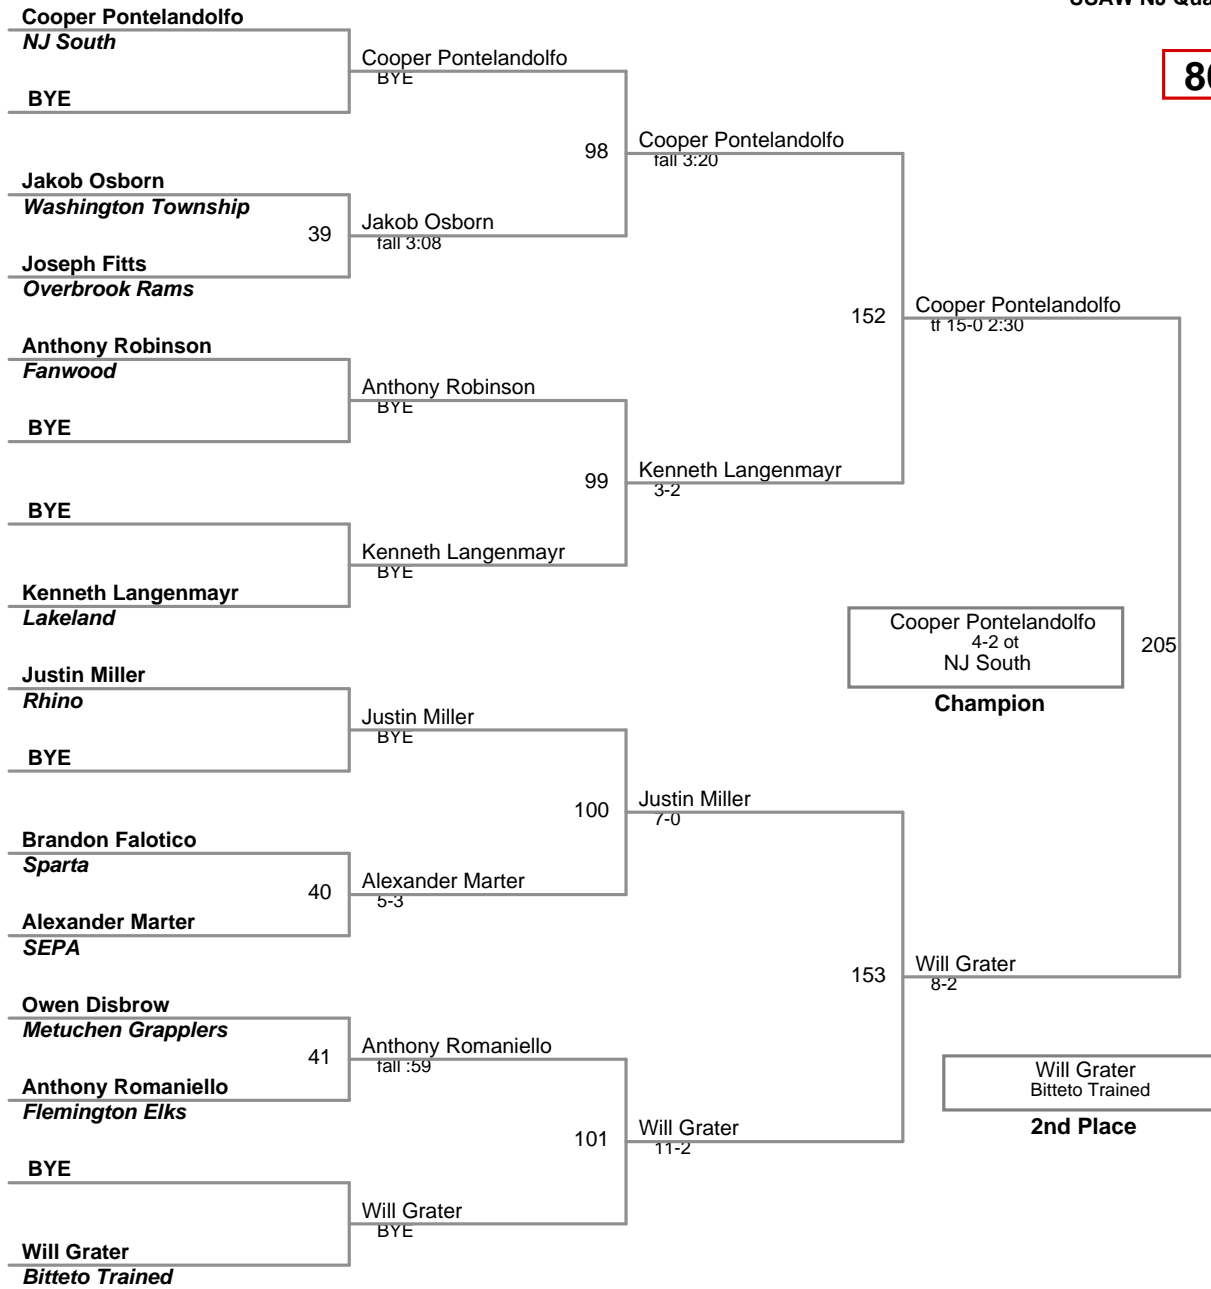 USAW NJ
Cooper Pontelandolfo
NJ South
Cooper Pontelandolfo
BYE
BYE
98
Cooper Pontelandolfo
fall 3:20
Jakob Osborn
Washington Township
39
Jakob Osborn
fall 3:08
Joseph Fitts
Overbrook Rams
152
Cooper Pontelandolfo
tf 15-0 2:30
Anthony Robinson
Fanwood
Anthony Robinson
BYE
BYE
99
Kenneth Langenmayr
3-2
BYE
Kenneth Langenmayr
BYE
Kenneth Langenmayr
Lakeland
Cooper Pontelandolfo
4-2 ot
NJ South
205
Champion
Justin Miller
Rhino
Justin Miller
BYE
BYE
100
Justin Miller
7-0
Brandon Falotico
Sparta
40
Alexander Marter
5-3
Alexander Marter
SEPA
153
Will Grater
8-2
Owen Disbrow
Metuchen Grapplers
41
Anthony Romaniello
fall :59
Anthony Romaniello
Flemington Elks
Will Grater
Bitteto Trained
2nd Place
101
Will Grater
11-2
BYE
Will Grater
BYE
Will Grater
Bitteto Trained